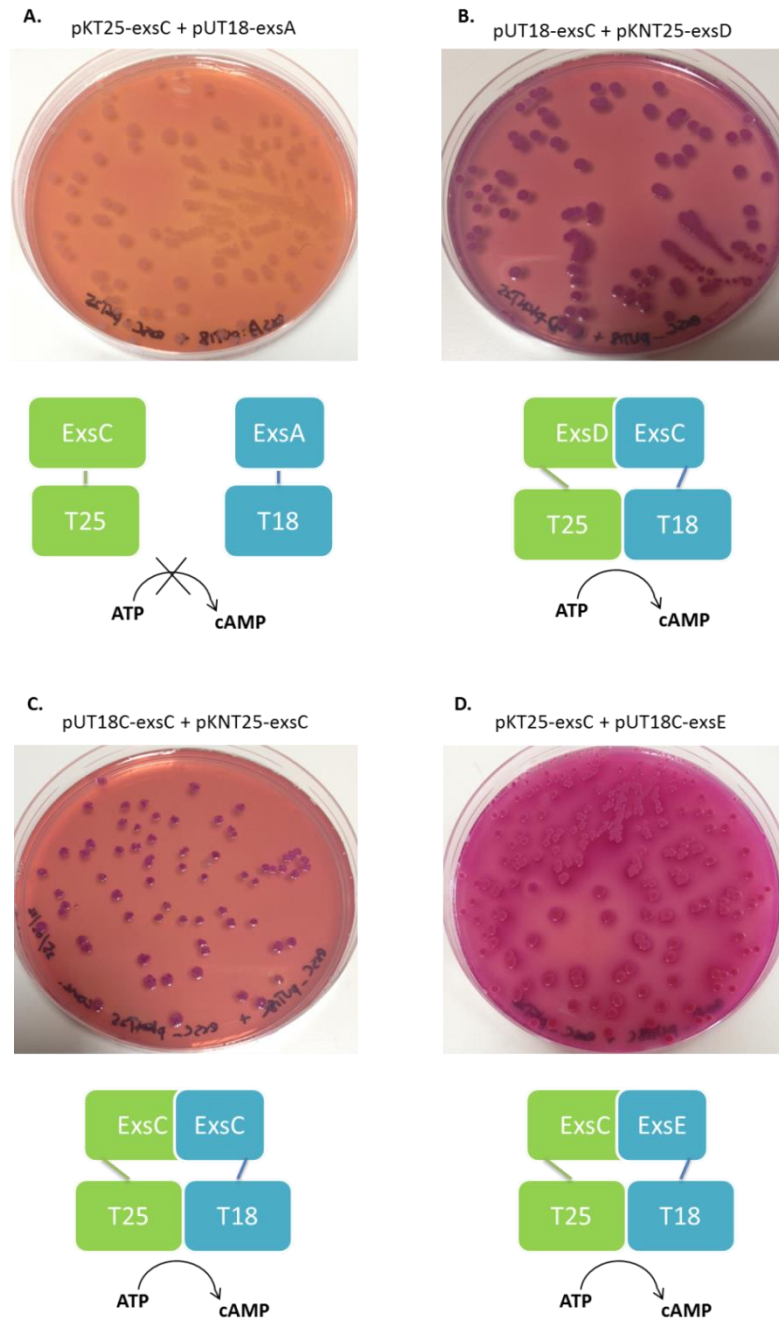 A.
pKT25-exsC + pUT18-exsA
B.
pUT18-exsC + pKNT25-exsD
ExsC
ExsA
T25
T18
ATP
cAMP
ExsD
ExsC
T25
T18
ATP
cAMP
C.
pUT18C-exsC + pKNT25-exsC
D.
pKT25-exsC + pUT18C-exsE
ExsC
ExsC
T25
T18
ATP
cAMP
ExsC
ExsE
T25
T18
ATP
cAMP